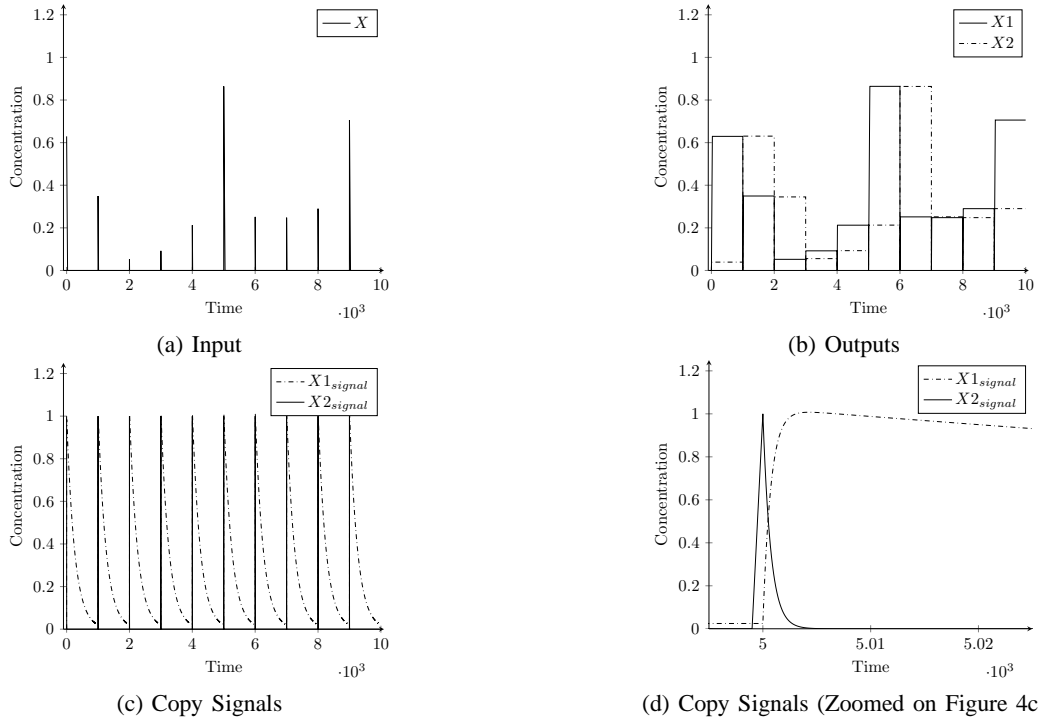 X
Concentration
1.2
1
0.8
0.6
0.4
0.2
0
0 2 4 6 8 10
Time
·10³
(a) Input
X1
X2
Concentration
1.2
1
0.8
0.6
0.4
0.2
0
0 2 4 6 8 10
Time
·10³
(b) Outputs
X1signal
X2signal
Concentration
1.2
1
0.8
0.6
0.4
0.2
0
0 2 4 6 8 10
Time
·10³
(c) Copy Signals
X1signal
X2signal
Concentration
1.2
1
0.8
0.6
0.4
0.2
0
5 5.01 5.02
Time
·10³
(d) Copy Signals (Zoomed on Figure 4c